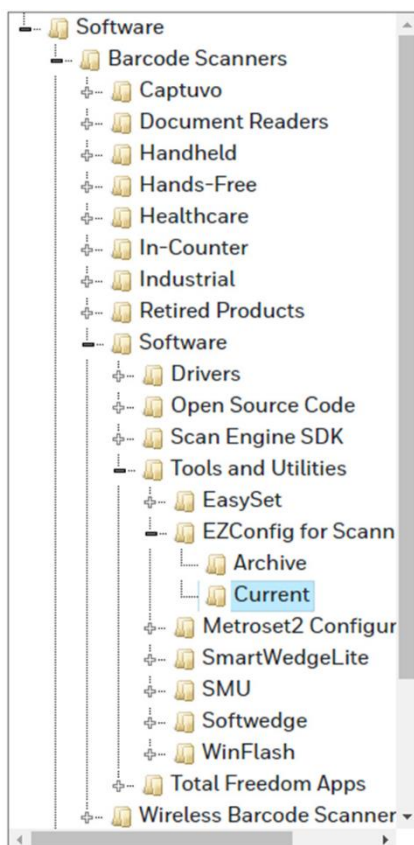 Software
Barcode Scanners
Captuvo
Document Readers
Handheld
Hands-Free
Healthcare
In-Counter
Industrial
Retired Products
Software
Drivers
Open Source Code
Scan Engine SDK
Tools and Utilities
EasySet
EZConfig for Scann
Archive
Current
Metroset2 Configur
SmartWedgeLite
SMU
Softwedge
WinFlash
Total Freedom Apps
Wireless Barcode Scanner